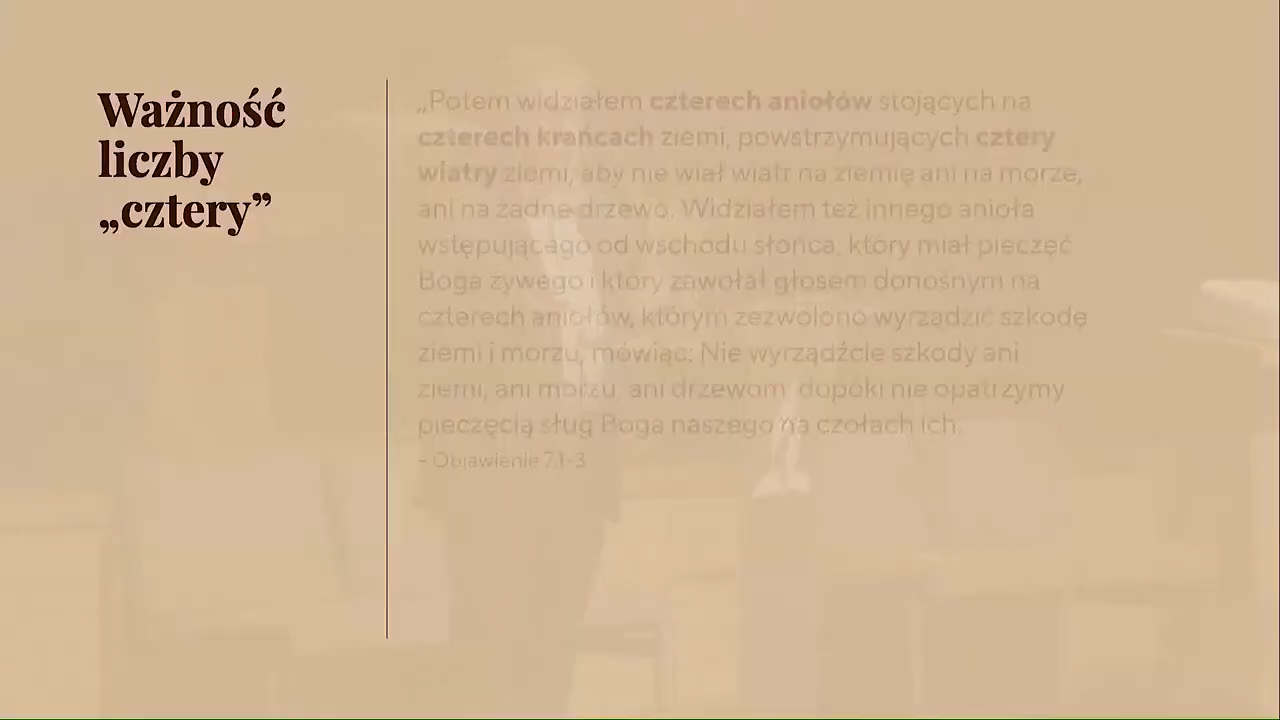 Ważność
liczby
„cztery”
„Potem widziałem czterech aniołów stojących na
czterech krańcach ziemi, powstrzymujących cztery
wiatry ziemi, aby nie wiał wiatr na ziemię ani na morze,
ani na żadne drzewo. Widziałem też innego anioła
wstępującego od wschodu słońca, który miał pieczęć
Boga żywego i który zawołał głosem donośnym na
czterech aniołów, którym zezwolono wyrządzić szkodę
ziemi i morzu, mówiąc: Nie wyrządźcie szkody ani
ziemi, ani morzu, ani drzewom, dopóki nie opatrzymy
pieczęcią sług Boga naszego na czołach ich.
– Objawienie 7,1-3